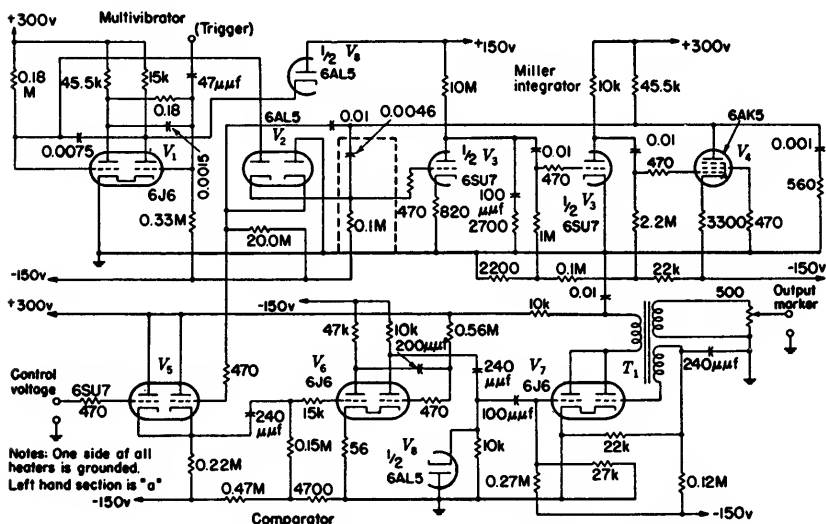 Multivibrator
+300v
(Trigger)
1/2 V8
6AL5
+150v
+300v
Miller
integrator
0.18
M
45.5k
15k
47μμf
10M
10k
45.5k
0.18
6AL5
0.01
0.0046
6AK5
0.0075
V1
V2
1/2 V3
0.01
0.01
V4
0.001
6J6
0.0015
6SU7
470
470
470
100
μμf
1/2 V3
6SU7
560
0.33M
20.0M
0.1M
820
2700
1M
2.2M
3300
470
-150v
2200
0.1M
22k
-150v
+300v
-150v
10k
0.01
500
Output
marker
47k
10k
0.56M
200μμf
V5
V6
6J6
240
μμf
V7
6J6
T1
240μμf
Control
voltage
6SU7
470
470
240
μμf
15k
470
100μμf
Notes: One side of all
heaters is grounded.
Left hand section is "a"
0.22M
0.15M
56
V8
1/2
6AL5
10k
22k
27k
0.27M
0.12M
-150v
0.47M
4700
-150v
Comparator